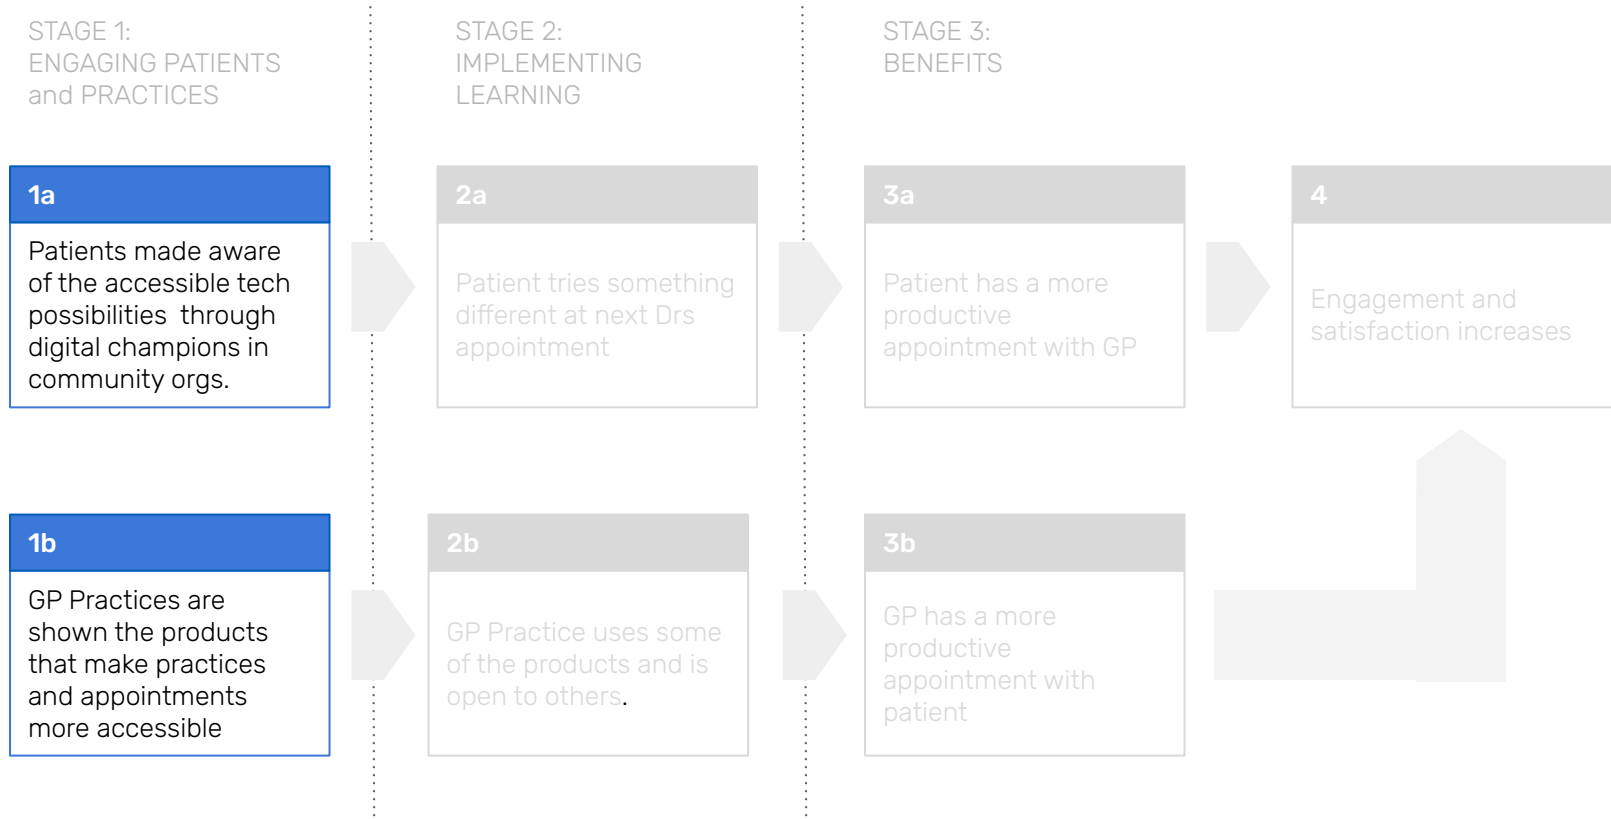 STAGE 1:
ENGAGING PATIENTS
and PRACTICES
STAGE 2:
IMPLEMENTING
LEARNING
STAGE 3:
BENEFITS
1a
Patients made aware
of the accessible tech
possibilities  through
digital champions in
community orgs.
2a
Patient tries something
different at next Drs
appointment
3a
Patient has a more
productive
appointment with GP
4
Engagement and
satisfaction increases
1b
GP Practices are
shown the products
that make practices
and appointments
more accessible
2b
GP Practice uses some
of the products and is
open to others.
3b
GP has a more
productive
appointment with
patient